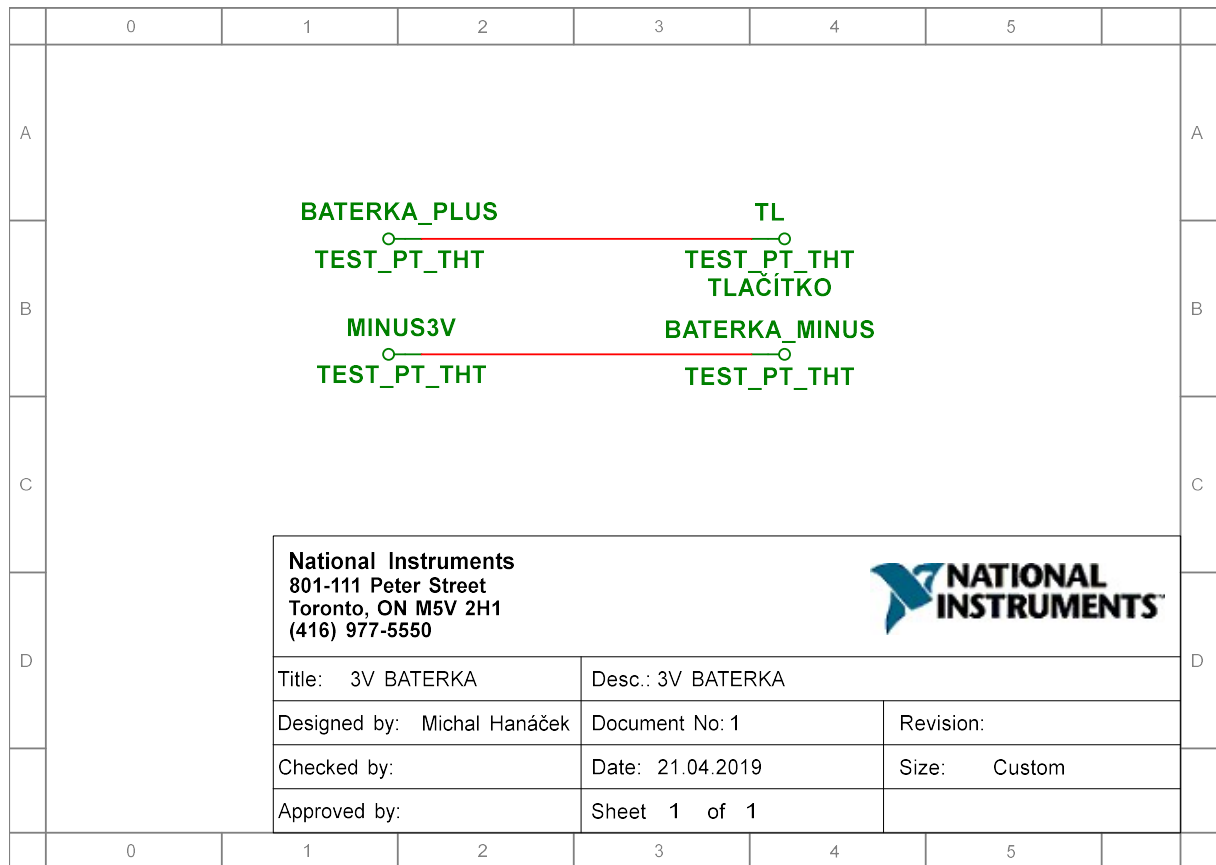 0 1 2 3 4 5
A A
BATERKA_PLUS TL
TEST_PT_THT TEST_PT_THT
TLAČÍTKO
B B
MINUS3V BATERKA_MINUS
TEST_PT_THT TEST_PT_THT
C C
National Instruments
801-111 Peter Street
Toronto, ON M5V 2H1
(416) 977-5550
NATIONAL
INSTRUMENTS™
D D
Title: 3V BATERKA Desc.: 3V BATERKA
Designed by: Michal Hanáček Document No: 1 Revision:
Checked by: Date: 21.04.2019 Size: Custom
Approved by: Sheet 1 of 1
0 1 2 3 4 5